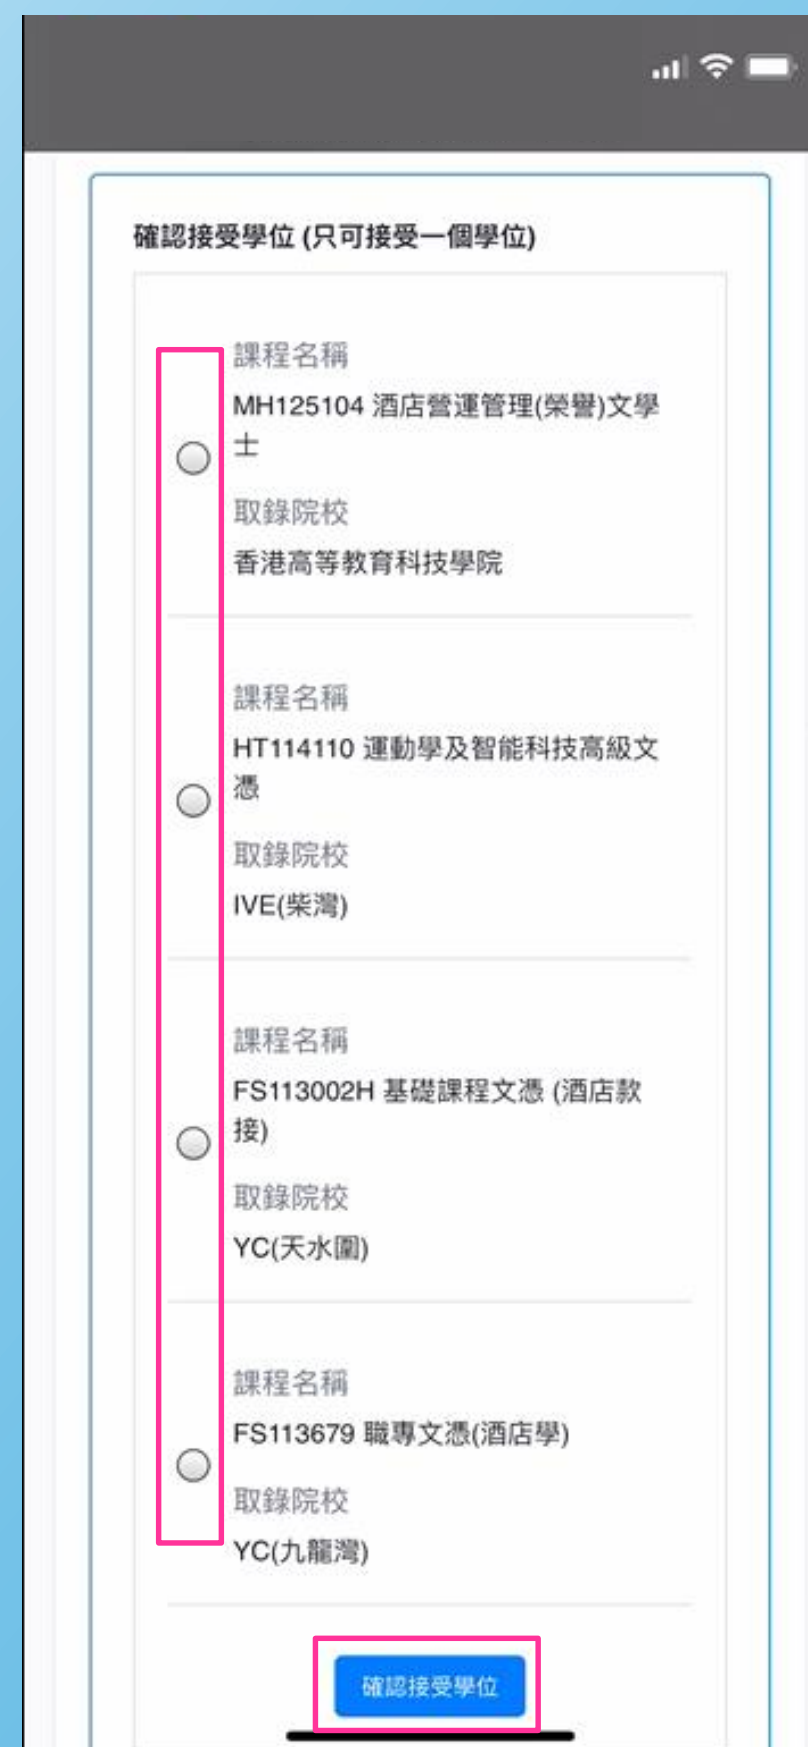 確認接受學位 (只可接受一個學位)
課程名稱
MH125104 酒店營運管理(榮譽)文學
士
取錄院校
香港高等教育科技學院
課程名稱
HT114110 運動學及智能科技高級文
憑
取錄院校
IVE(柴灣)
課程名稱
FS113002H 基礎課程文憑 (酒店款
接)
取錄院校
YC(天水圍)
課程名稱
FS113679 職專文憑(酒店學)
取錄院校
YC(九龍灣)
確認接受學位